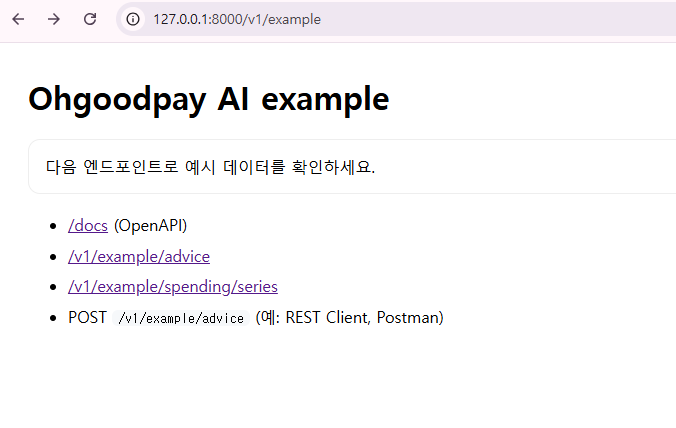 127.0.0.1:8000/v1/example
Ohgoodpay AI example
다음 엔드포인트로 예시 데이터를 확인하세요.
/docs (OpenAPI)
/v1/example/advice
/v1/example/spending/series
POST /v1/example/advice (예: REST Client, Postman)